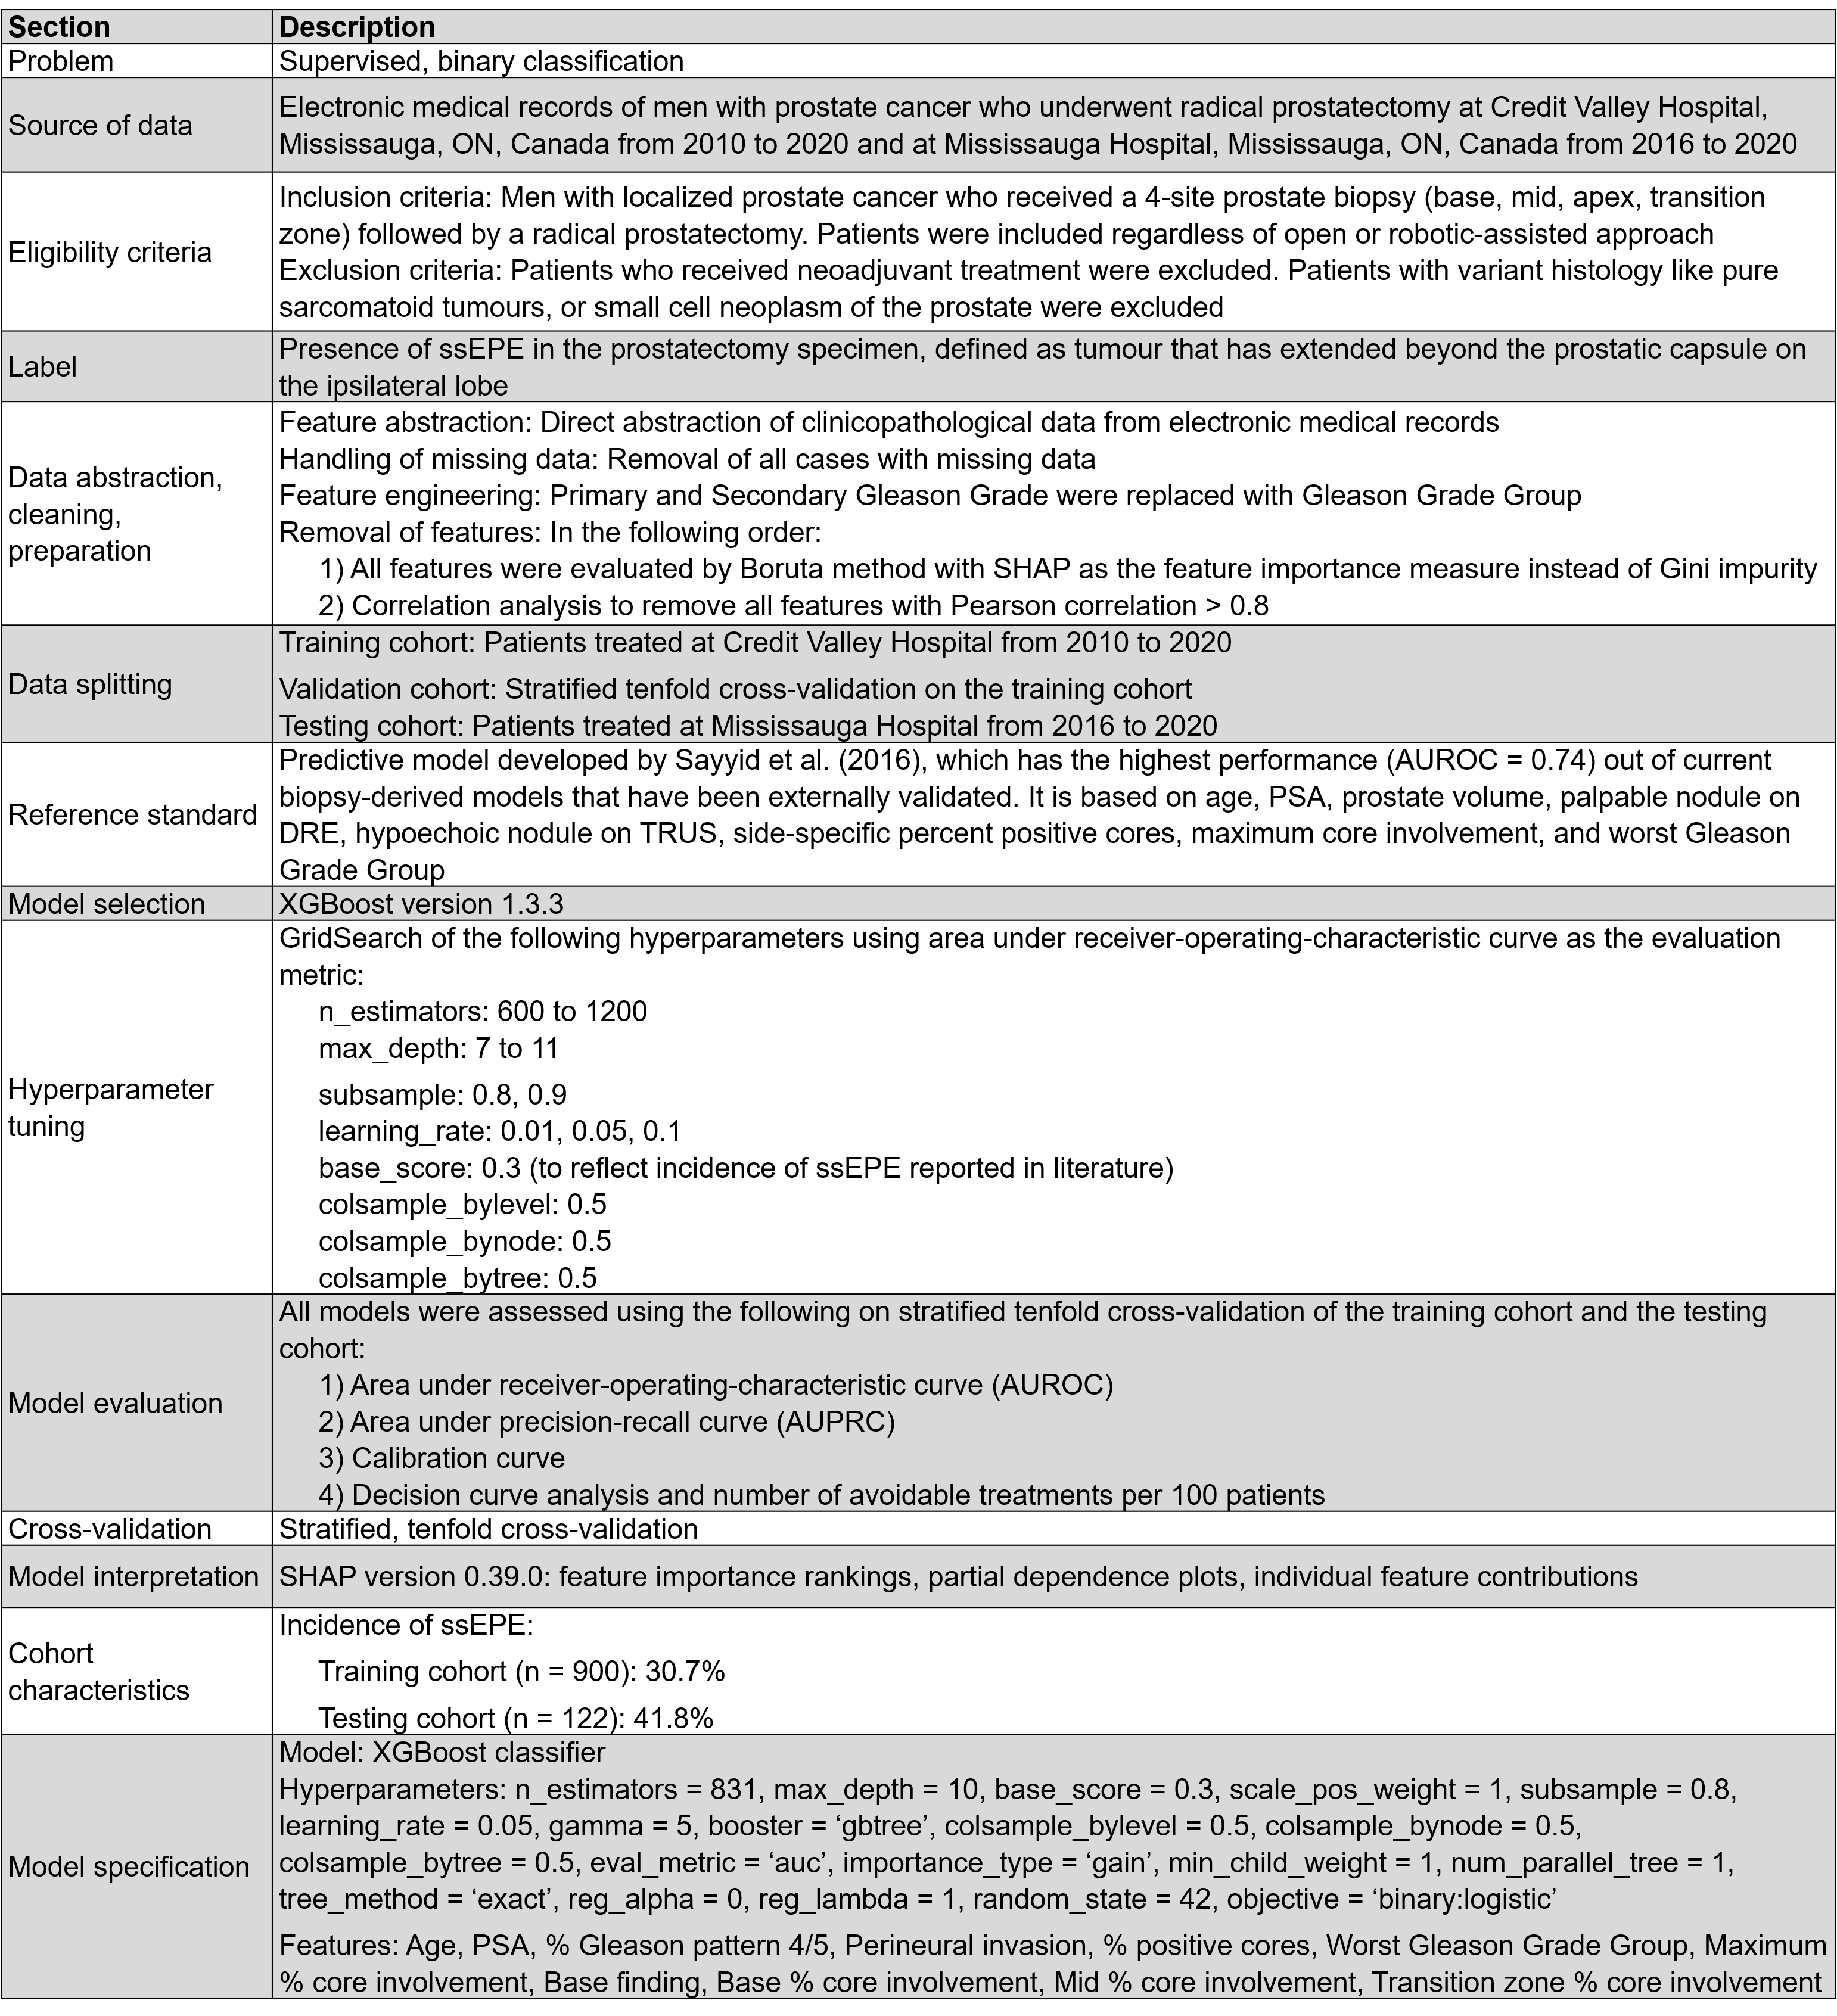 Section Description
Problem Supervised, binary classification
Source of data
Electronic medical records of men with prostate cancer who underwent radical prostatectomy at Credit Valley Hospital,
Mississauga, ON, Canada from 2010 to 2020 and at Mississauga Hospital, Mississauga, ON, Canada from 2016 to 2020
Eligibility criteria
Inclusion criteria: Men with localized prostate cancer who received a 4-site prostate biopsy (base, mid, apex, transition
zone) followed by a radical prostatectomy. Patients were included regardless of open or robotic-assisted approach
Exclusion criteria: Patients who received neoadjuvant treatment were excluded. Patients with variant histology like pure
sarcomatoid tumours, or small cell neoplasm of the prostate were excluded
Label
Presence of ssEPE in the prostatectomy specimen, defined as tumour that has extended beyond the prostatic capsule on
the ipsilateral lobe
Data abstraction,
cleaning,
preparation
Feature abstraction: Direct abstraction of clinicopathological data from electronic medical records
Handling of missing data: Removal of all cases with missing data
Feature engineering: Primary and Secondary Gleason Grade were replaced with Gleason Grade Group
Removal of features: In the following order:
1) All features were evaluated by Boruta method with SHAP as the feature importance measure instead of Gini impurity
2) Correlation analysis to remove all features with Pearson correlation > 0.8
Data splitting
Training cohort: Patients treated at Credit Valley Hospital from 2010 to 2020
Validation cohort: Stratified tenfold cross-validation on the training cohort
Testing cohort: Patients treated at Mississauga Hospital from 2016 to 2020
Reference standard
Predictive model developed by Sayyid et al. (2016), which has the highest performance (AUROC = 0.74) out of current
biopsy-derived models that have been externally validated. It is based on age, PSA, prostate volume, palpable nodule on
DRE, hypoechoic nodule on TRUS, side-specific percent positive cores, maximum core involvement, and worst Gleason
Grade Group
Model selection XGBoost version 1.3.3
Hyperparameter
tuning
GridSearch of the following hyperparameters using area under receiver-operating-characteristic curve as the evaluation
metric:
n_estimators: 600 to 1200
max_depth: 7 to 11
subsample: 0.8, 0.9
learning_rate: 0.01, 0.05, 0.1
base_score: 0.3 (to reflect incidence of ssEPE reported in literature)
colsample_bylevel: 0.5
colsample_bynode: 0.5
colsample_bytree: 0.5
Model evaluation
All models were assessed using the following on stratified tenfold cross-validation of the training cohort and the testing
cohort:
1) Area under receiver-operating-characteristic curve (AUROC)
2) Area under precision-recall curve (AUPRC)
3) Calibration curve
4) Decision curve analysis and number of avoidable treatments per 100 patients
Cross-validation Stratified, tenfold cross-validation
Model interpretation SHAP version 0.39.0: feature importance rankings, partial dependence plots, individual feature contributions
Cohort
characteristics
Incidence of ssEPE:
Training cohort (n = 900): 30.7%
Testing cohort (n = 122): 41.8%
Model specification
Model: XGBoost classifier
Hyperparameters: n_estimators = 831, max_depth = 10, base_score = 0.3, scale_pos_weight = 1, subsample = 0.8,
learning_rate = 0.05, gamma = 5, booster = ‘gbtree’, colsample_bylevel = 0.5, colsample_bynode = 0.5,
colsample_bytree = 0.5, eval_metric = ‘auc’, importance_type = ‘gain’, min_child_weight = 1, num_parallel_tree = 1,
tree_method = ‘exact’, reg_alpha = 0, reg_lambda = 1, random_state = 42, objective = ‘binary:logistic’
Features: Age, PSA, % Gleason pattern 4/5, Perineural invasion, % positive cores, Worst Gleason Grade Group, Maximum
% core involvement, Base finding, Base % core involvement, Mid % core involvement, Transition zone % core involvement